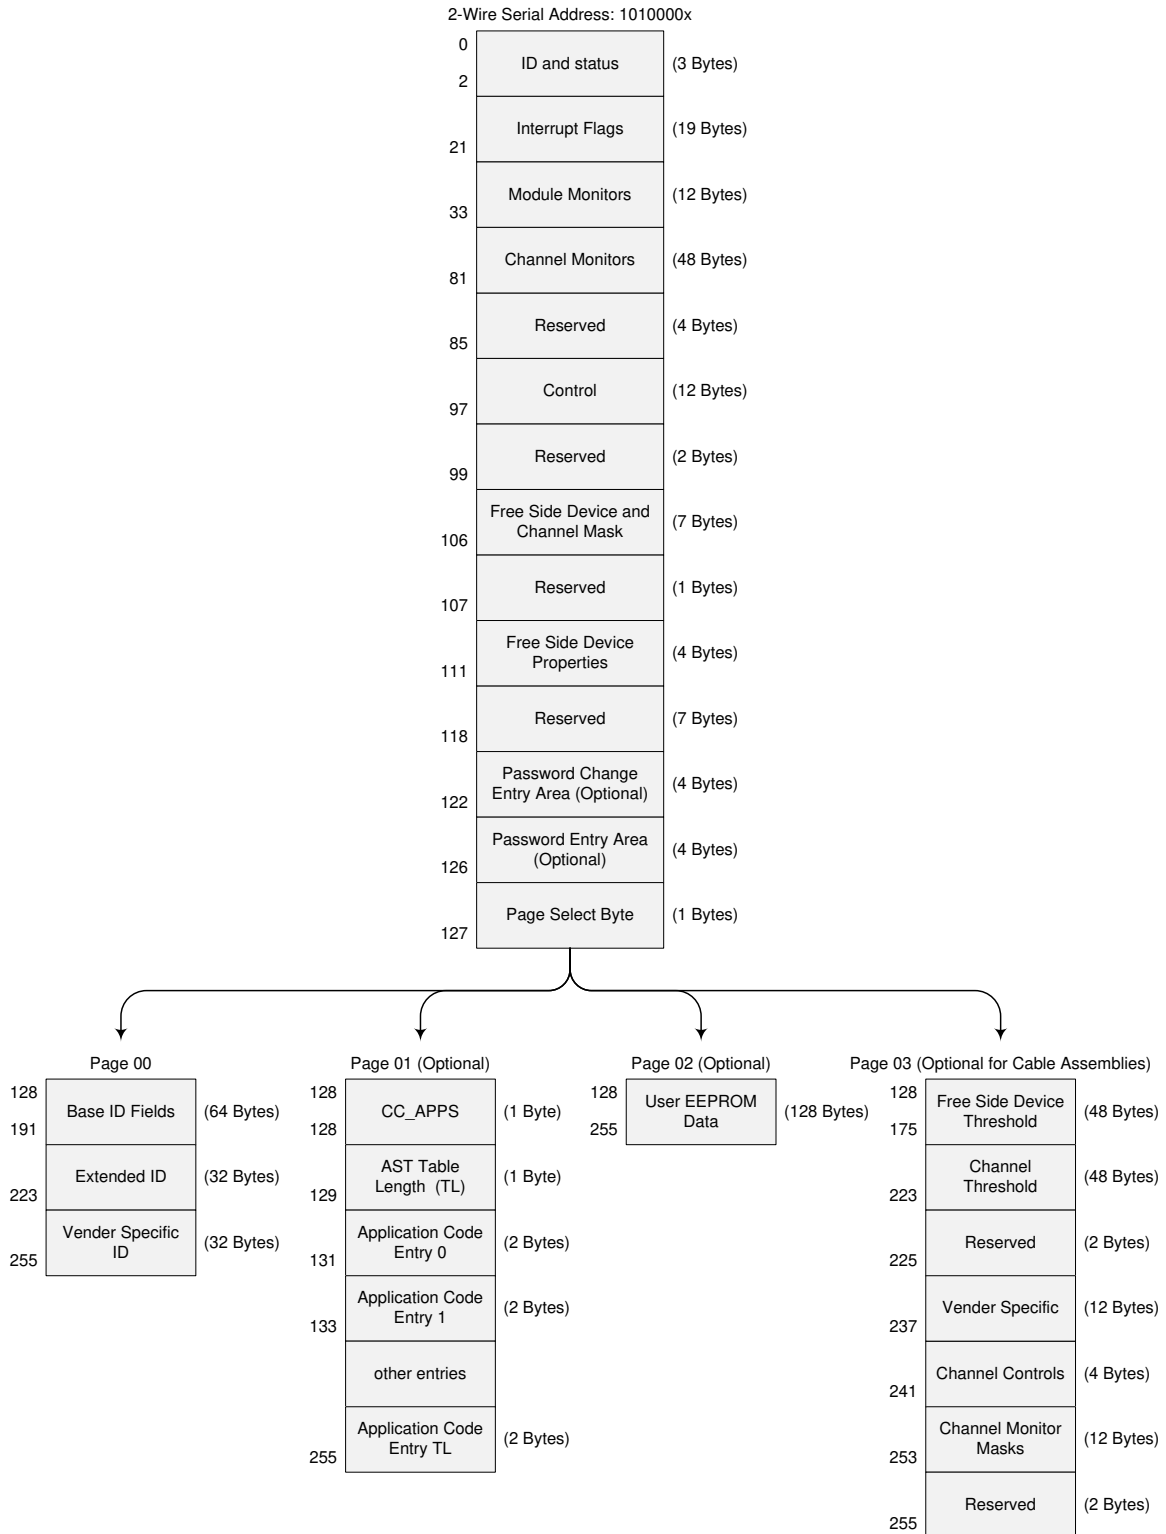 2-Wire Serial Address: 1010000x
0
ID and status
(3 Bytes)
2
Interrupt Flags
(19 Bytes)
21
Module Monitors
(12 Bytes)
33
Channel Monitors
(48 Bytes)
81
Reserved
(4 Bytes)
85
Control
(12 Bytes)
97
Reserved
(2 Bytes)
99
Free Side Device and
Channel Mask
(7 Bytes)
106
Reserved
(1 Bytes)
107
Free Side Device
Properties
(4 Bytes)
111
Reserved
(7 Bytes)
118
Password Change
Entry Area (Optional)
(4 Bytes)
122
Password Entry Area
(Optional)
(4 Bytes)
126
Page Select Byte
(1 Bytes)
127
Page 00
128
Base ID Fields
(64 Bytes)
191
Extended ID
(32 Bytes)
223
Vender Specific
ID
(32 Bytes)
255
Page 01 (Optional)
128
CC_APPS
(1 Byte)
128
AST Table
Length (TL)
(1 Byte)
129
Application Code
Entry 0
(2 Bytes)
131
Application Code
Entry 1
(2 Bytes)
133
other entries
Application Code
Entry TL
(2 Bytes)
255
Page 02 (Optional)
128
User EEPROM
Data
(128 Bytes)
255
Page 03 (Optional for Cable Assemblies)
128
Free Side Device
Threshold
(48 Bytes)
175
Channel
Threshold
(48 Bytes)
223
Reserved
(2 Bytes)
225
Vender Specific
(12 Bytes)
237
Channel Controls
(4 Bytes)
241
Channel Monitor
Masks
(12 Bytes)
253
Reserved
(2 Bytes)
255